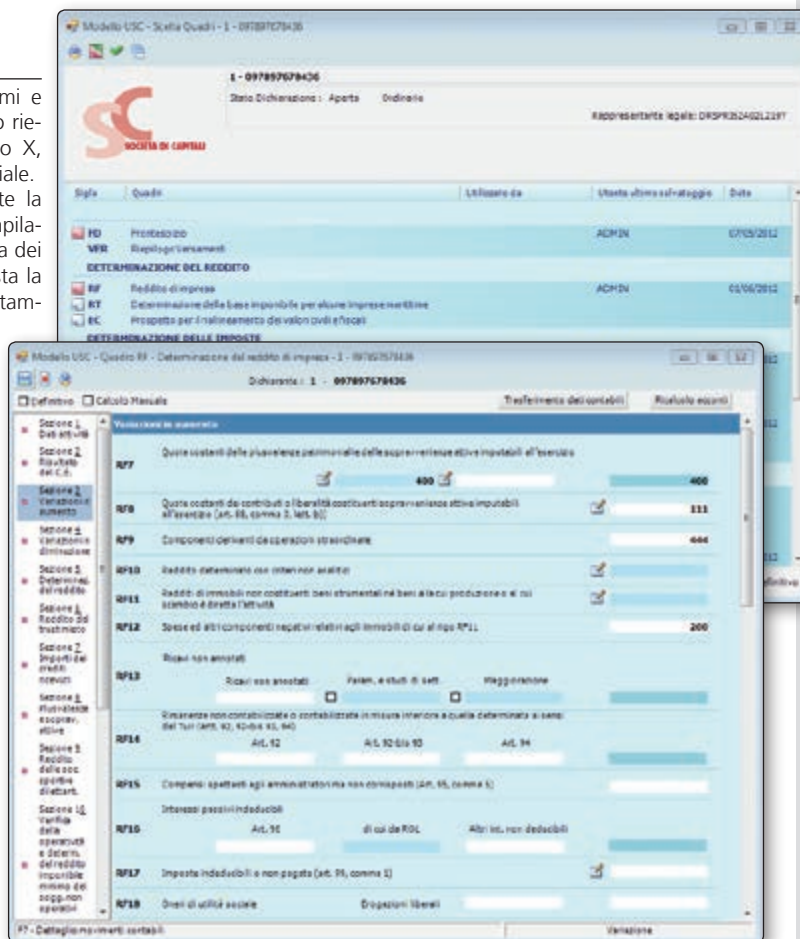 mi e
rie-
o X,
iale.
te la
pila-
a dei
sta la
tam-
Modello USC - Scelta Quadri - 1 - 097897678436
1 - 097897678436
Stato Dichiarazione : Aperta Ordinaria
Rappresentante legale:
SC
SOCIETÀ DI CAPITALI
Sigla Quadri Utilizzato da Utente ultimo salvataggio Data
FD Frontespizio ADMIN 07/05/2012
VER Riepilogo Versamenti
DETERMINAZIONE DEL REDDITO
RF Reddito di impresa ADMIN 01/06/2012
RT Determinazione della base imponibile per alcune imprese marittime
EC Prospetto per il riallineamento dei valori civili e fiscali
DETERMINAZIONE DELLE IMPOSTE
Modello USC - Quadro RF - Determinazione del reddito di impresa - 1 - 097897678436
Dichiarante : 1 - 097897678436
Definitivo Calcolo Manuale Trasferimento dati contabili Ricalcolo
Sezione 1
Dati attività
Sezione 2
Risultato
del C.E.
Sezione 3
Variazioni in
aumento
Sezione 4
Variazioni in
diminuzione
Sezione 5
Determinaz.
del reddito
Sezione 6
Reddito del
trust misto
Sezione 7
Importi dei
crediti
ricevuti
Sezione 8
Plusvalenze
e soprav.
attive
Sezione 9
Reddito
delle soc.
sportive
dilettant.
Sezione 10
Verifica
della
operatività
e determ.
del reddito
imponibile
minimo dei
sogg. non
operativi
Variazioni in aumento
RF7 Quote costanti delle plusvalenze patrimoniali e delle sopravvenienze attive imputabili all'esercizio
400 400
RF8 Quote costanti dei contributi o liberalità costituenti sopravvenienze attive imputabili
all'esercizio (art. 88, comma 3, lett. b)) 111
RF9 Componenti derivanti da operazioni straordinarie 444
RF10 Reddito determinato con criteri non analitici
RF11 Redditi di immobili non costituenti beni strumentali né beni alla cui produzione o al cui
scambio è diretta l'attività
RF12 Spese ed altri componenti negativi relativi agli immobili di cui al rigo RF11 200
RF13 Ricavi non annotati
Ricavi non annotati Param. e studi di sett. Maggiorazione
RF14 Rimanenze non contabilizzate o contabilizzate in misura inferiore a quella determinata ai sensi
del Tuir (artt. 92, 92-bis 93, 94)
Art. 92 Art. 92-bis 93 Art. 94
RF15 Compensi spettanti agli amministratori ma non corrisposti (Art. 95, comma 5)
RF16 Interessi passivi indeducibili
Art. 96 di cui da ROL Altri int. non deducibili
RF17 Imposte indeducibili o non pagate (art. 99, comma 1)
RF18 Oneri di utilità sociale Erogazioni liberali
F7 - Dettaglio movimenti contabili Variazione